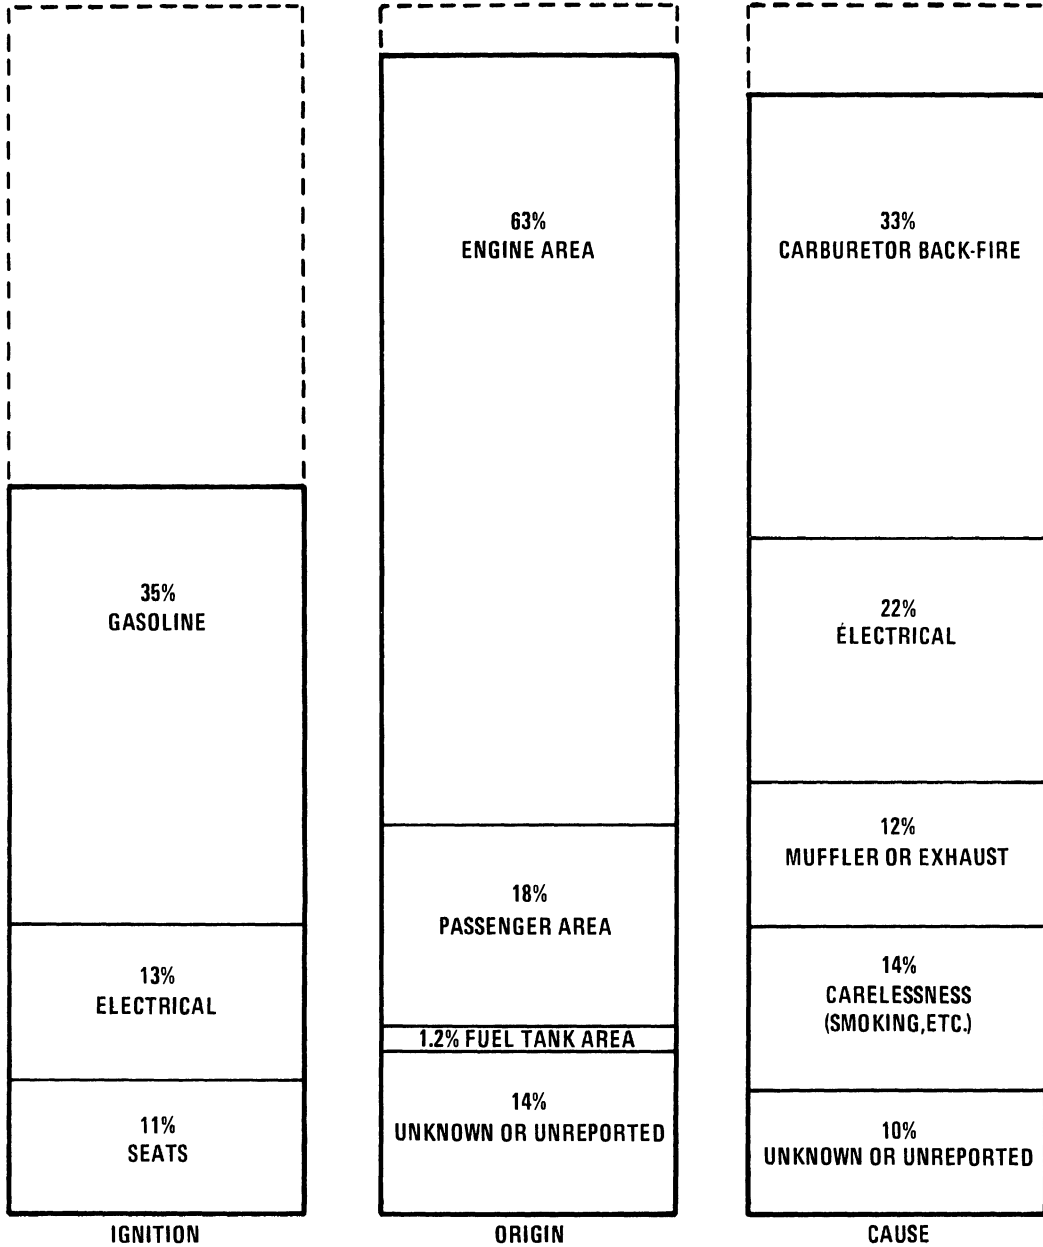 35%
GASOLINE
13%
ELECTRICAL
11%
SEATS
IGNITION
63%
ENGINE AREA
18%
PASSENGER AREA
1.2% FUEL TANK AREA
14%
UNKNOWN OR UNREPORTED
ORIGIN
33%
CARBURETOR BACK-FIRE
22%
ELECTRICAL
12%
MUFFLER OR EXHAUST
14%
CARELESSNESS
(SMOKING,ETC.)
10%
UNKNOWN OR UNREPORTED
CAUSE